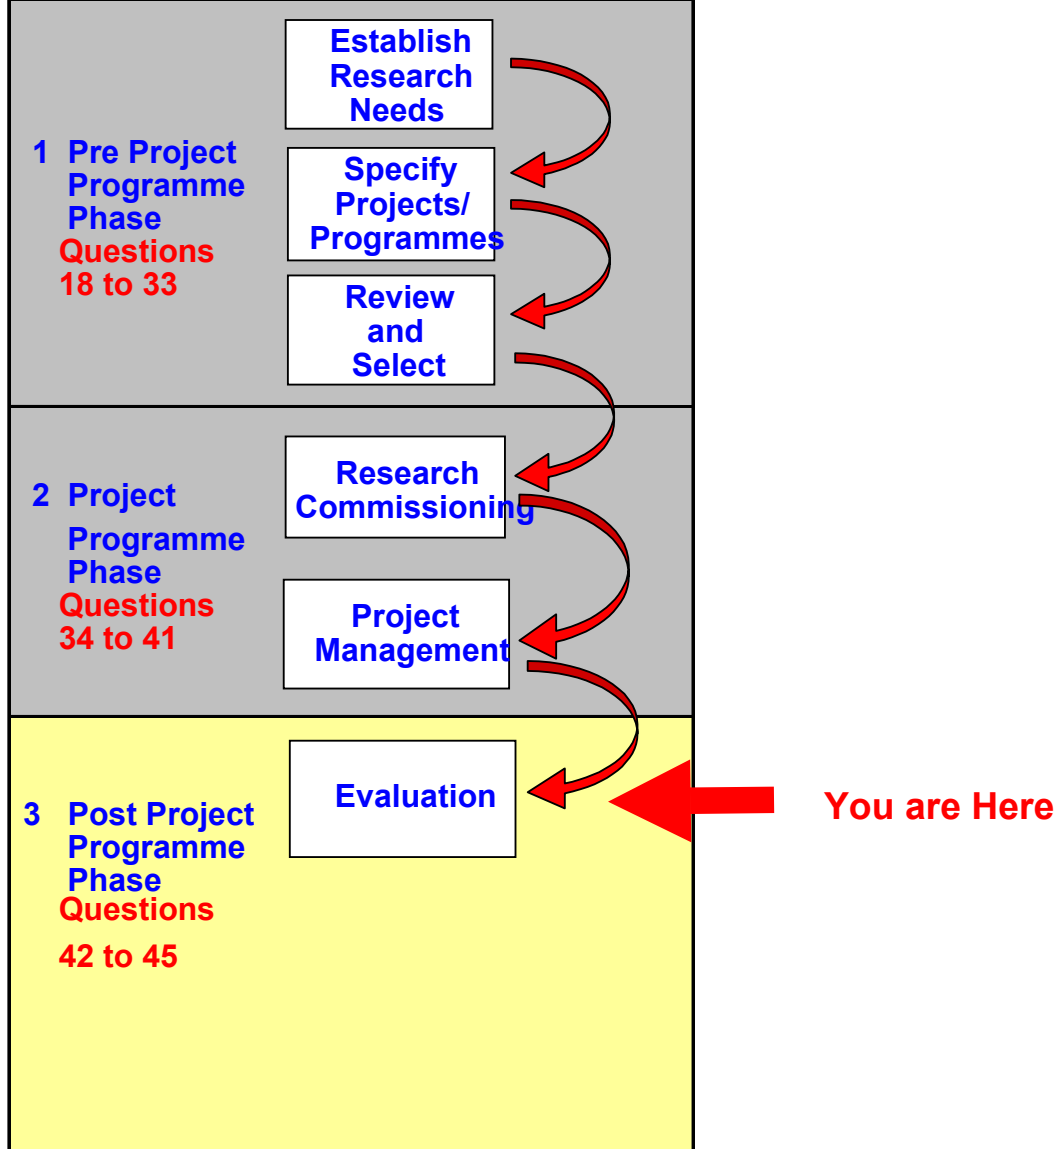 1 Pre Project
Programme
Phase
Questions
18 to 33
Establish
Research
Needs
Specify
Projects/
Programmes
Review
and
Select
2 Project
Programme
Phase
Questions
34 to 41
Research
Commissioning
Project
Management
3 Post Project
Programme
Phase
Questions
42 to 45
Evaluation
You are Here